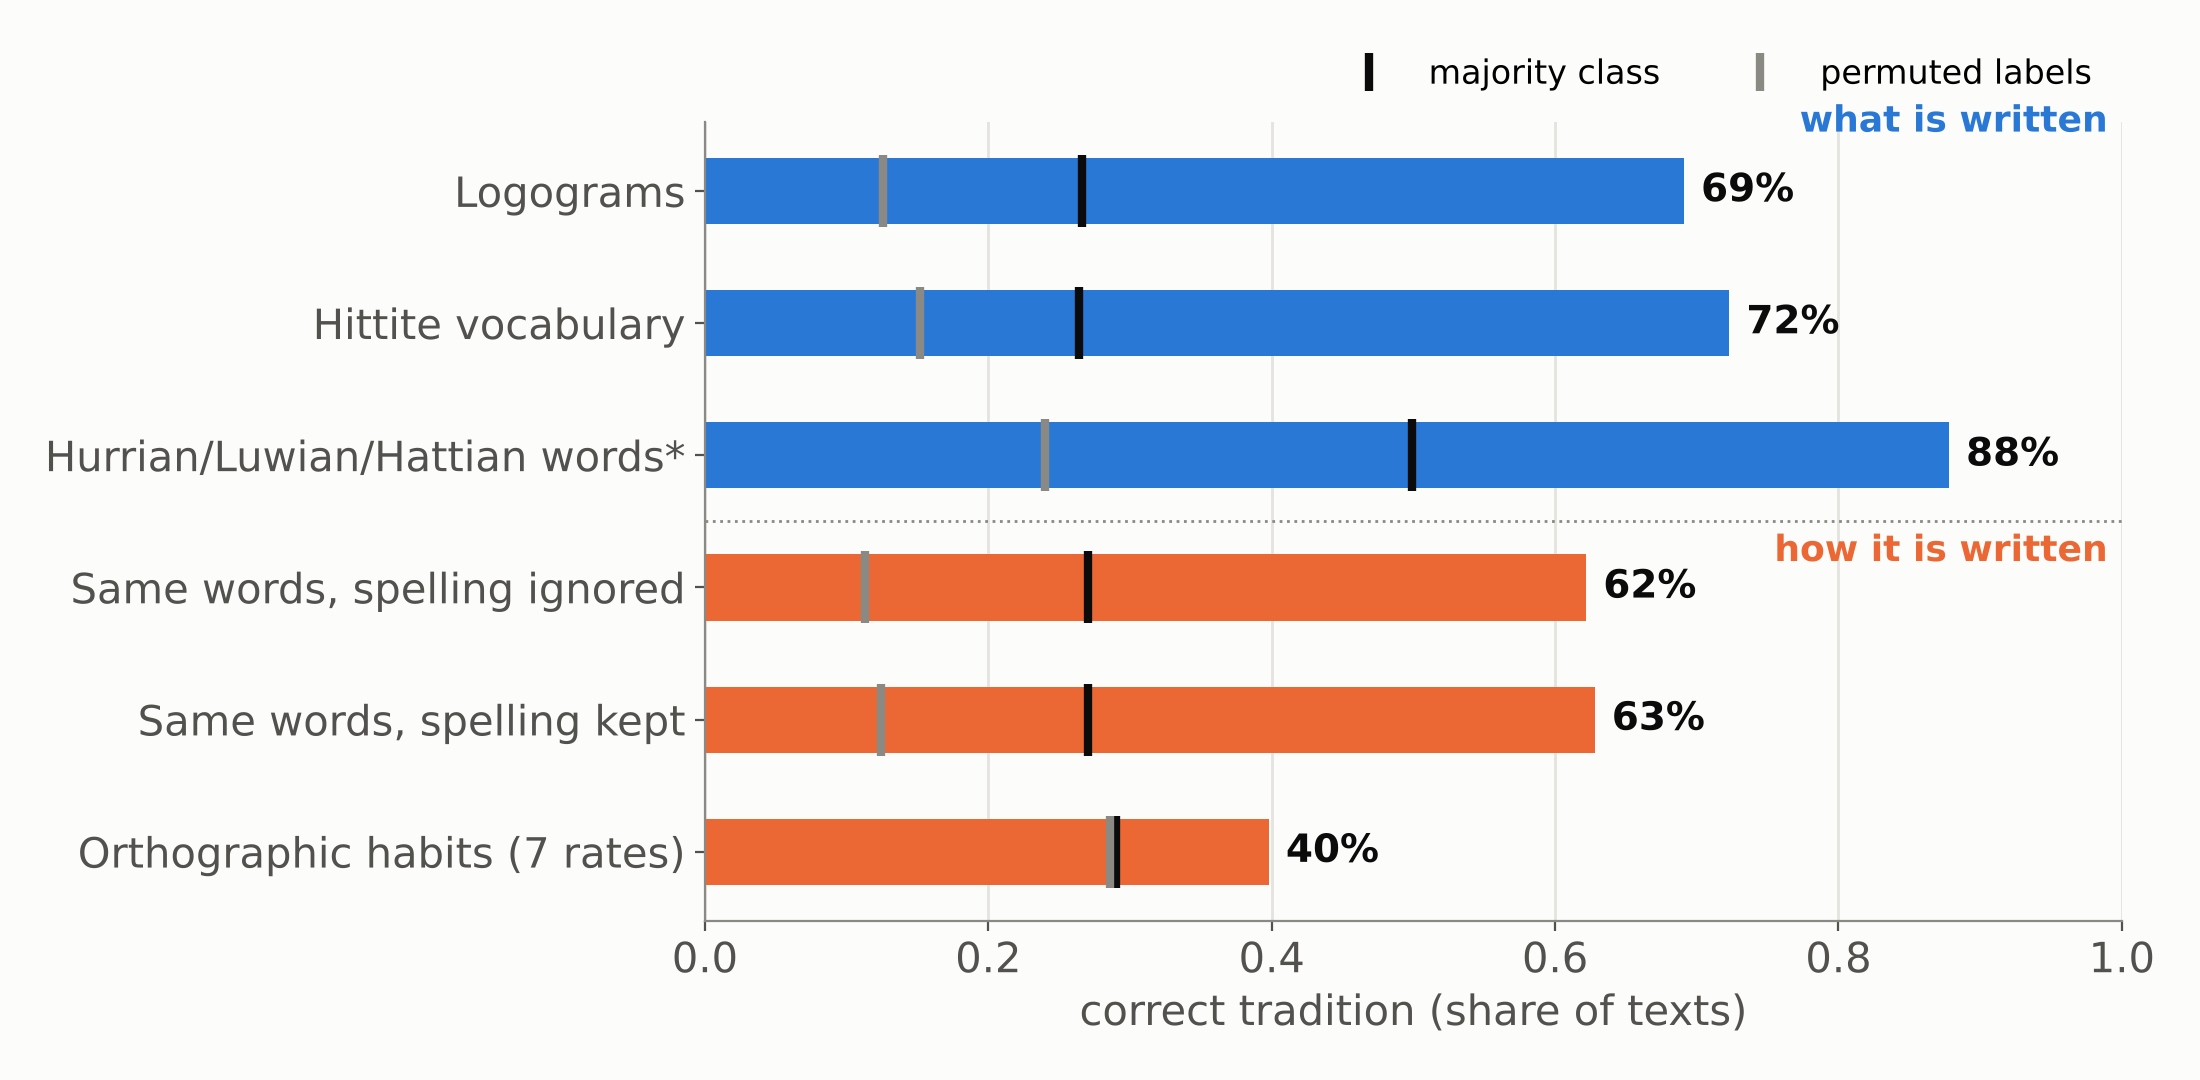 majority class permuted labels
what is written
Logograms 69%
Hittite vocabulary 72%
Hurrian/Luwian/Hattian words* 88%
how it is written
Same words, spelling ignored 62%
Same words, spelling kept 63%
Orthographic habits (7 rates) 40%
0.0 0.2 0.4 0.6 0.8 1.0
correct tradition (share of texts)